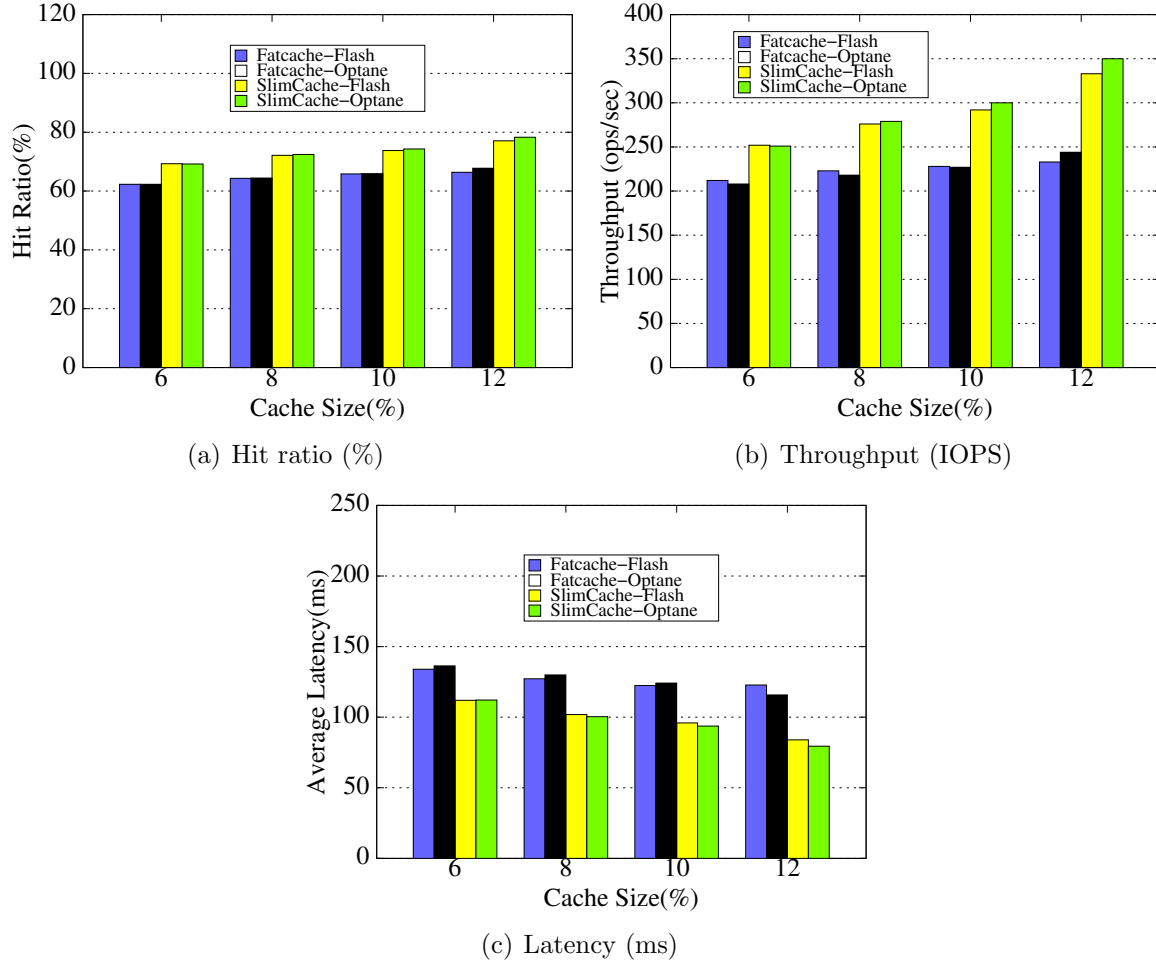 120
100
80
60
40
20
0
Hit Ratio(%)
Fatcache-Flash
Fatcache-Optane
SlimCache-Flash
SlimCache-Optane
6 8 10 12
Cache Size(%)
(a) Hit ratio (%)
400
350
300
250
200
150
100
50
0
Throughput (ops/sec)
Fatcache-Flash
Fatcache-Optane
SlimCache-Flash
SlimCache-Optane
6 8 10 12
Cache Size(%)
(b) Throughput (IOPS)
250
200
150
100
50
0
Average Latency(ms)
Fatcache-Flash
Fatcache-Optane
SlimCache-Flash
SlimCache-Optane
6 8 10 12
Cache Size(%)
(c) Latency (ms)